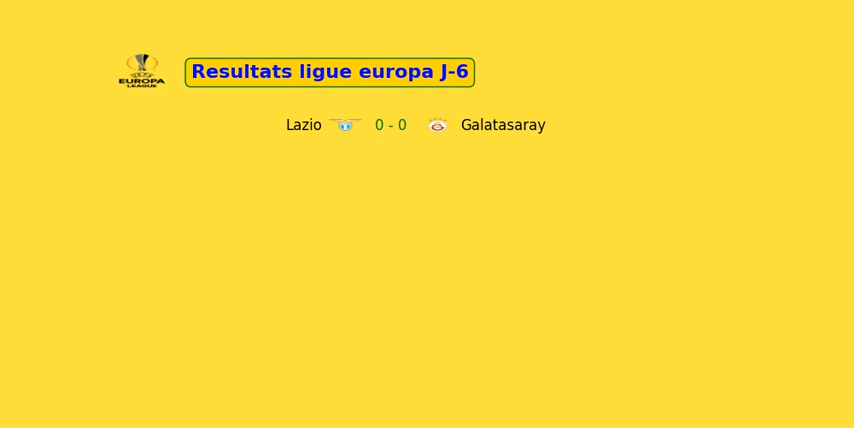 EUROPA
LEAGUE
Resultats ligue europa J-6
Lazio 0 - 0 Galatasaray